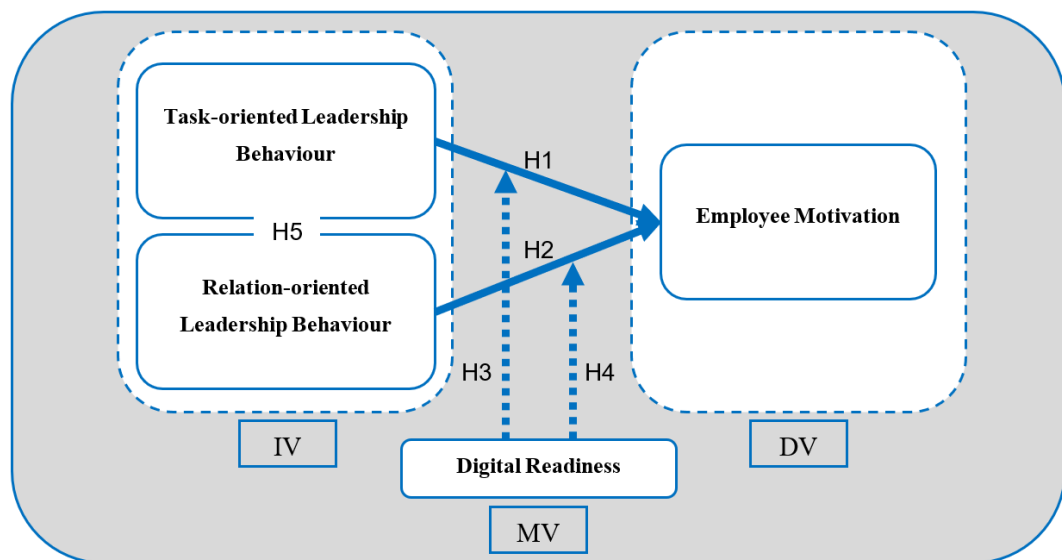 Task-oriented Leadership
Behaviour
H1
Employee Motivation
H5
H2
Relation-oriented
Leadership Behaviour
H3
H4
IV
Digital Readiness
DV
MV